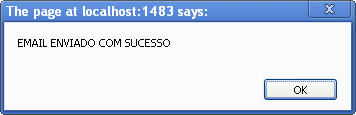 The page at localhost:1483 says:
EMAIL ENVIADO COM SUCESSO
OK